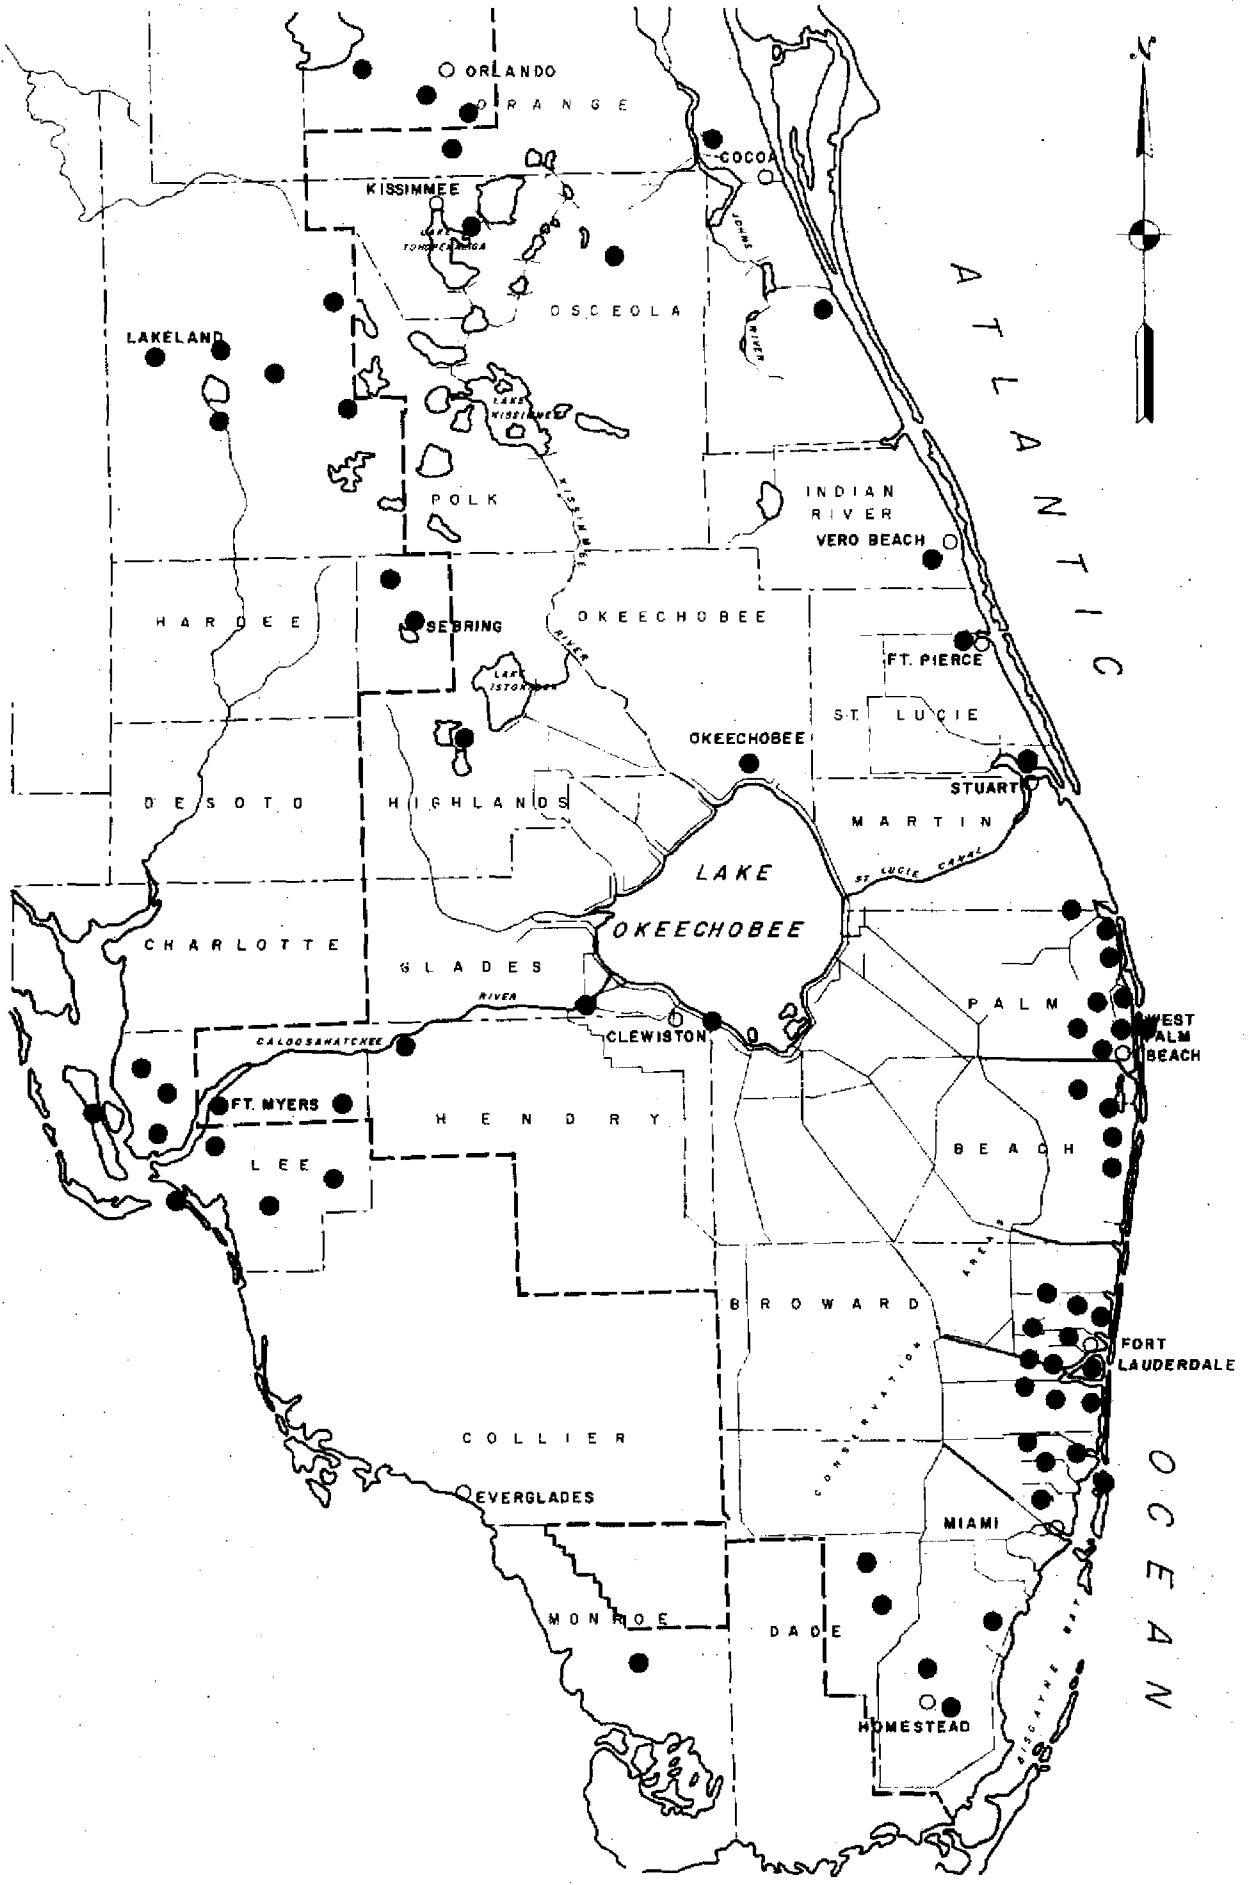 N
ORLANDO
ORANGE
COCOA
KISSIMMEE
LAKE
TOHOPEKALIGA
JOHNS
RIVER
OSCEOLA
ATLANTIC
LAKELAND
LAKE
KISSIMMEE
POLK
KISSIMMEE
RIVER
INDIAN
RIVER
VERO BEACH
HARDEE
SEBRING
OKEECHOBEE
FT. PIERCE
LAKE
ISTOKPOGA
ST. LUCIE
OKEECHOBEE
STUART
DESOTO
HIGHLANDS
MARTIN
ST. LUCIE CANAL
LAKE
OKEECHOBEE
CHARLOTTE
GLADES
RIVER
CALOOSAHATCHEE
CLEWISTON
PALM
WEST
PALM
BEACH
FT. MYERS
HENDRY
BEACH
LEE
AREAS
BROWARD
FORT
LAUDERDALE
CONSERVATION
COLLIER
OCEAN
EVERGLADES
MIAMI
MONROE
DADE
BISCAYNE BAY
HOMESTEAD